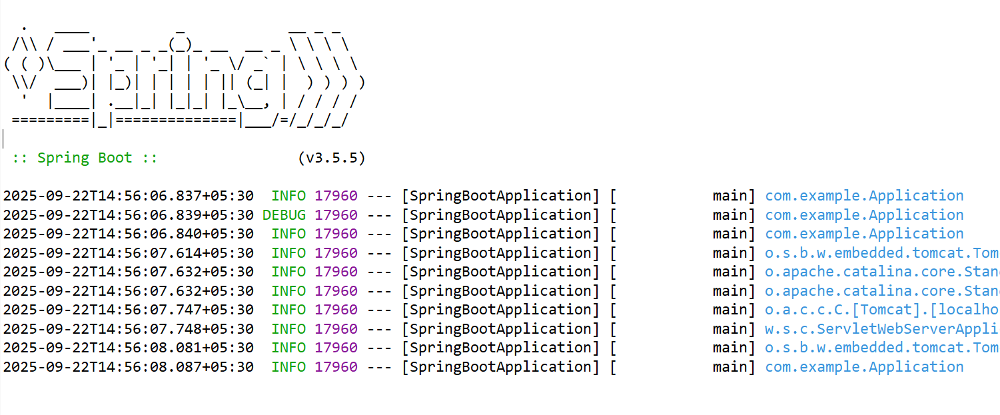 .   ____          _            __ _ _
 /\\ / ___'_ __ _ _(_)_ __  __ _ \ \ \ \
( ( )\___ | '_ | '_| | '_ \/ _` | \ \ \ \
 \\/  ___)| |_)| | | | | || (_| |  ) ) ) )
  '  |____| .__|_| |_|_| |_\__, | / / / /
 =========|_|==============|___/=/_/_/_/

 :: Spring Boot ::                (v3.5.5)

2025-09-22T14:56:06.837+05:30  INFO 17960 --- [SpringBootApplication] [           main] com.example.Application
2025-09-22T14:56:06.839+05:30 DEBUG 17960 --- [SpringBootApplication] [           main] com.example.Application
2025-09-22T14:56:06.840+05:30  INFO 17960 --- [SpringBootApplication] [           main] com.example.Application
2025-09-22T14:56:07.614+05:30  INFO 17960 --- [SpringBootApplication] [           main] o.s.b.w.embedded.tomcat.Tom
2025-09-22T14:56:07.632+05:30  INFO 17960 --- [SpringBootApplication] [           main] o.apache.catalina.core.Stan
2025-09-22T14:56:07.632+05:30  INFO 17960 --- [SpringBootApplication] [           main] o.apache.catalina.core.Stan
2025-09-22T14:56:07.747+05:30  INFO 17960 --- [SpringBootApplication] [           main] o.a.c.c.C.[Tomcat].[localho
2025-09-22T14:56:07.748+05:30  INFO 17960 --- [SpringBootApplication] [           main] w.s.c.ServletWebServerAppli
2025-09-22T14:56:08.081+05:30  INFO 17960 --- [SpringBootApplication] [           main] o.s.b.w.embedded.tomcat.Tom
2025-09-22T14:56:08.087+05:30  INFO 17960 --- [SpringBootApplication] [           main] com.example.Application